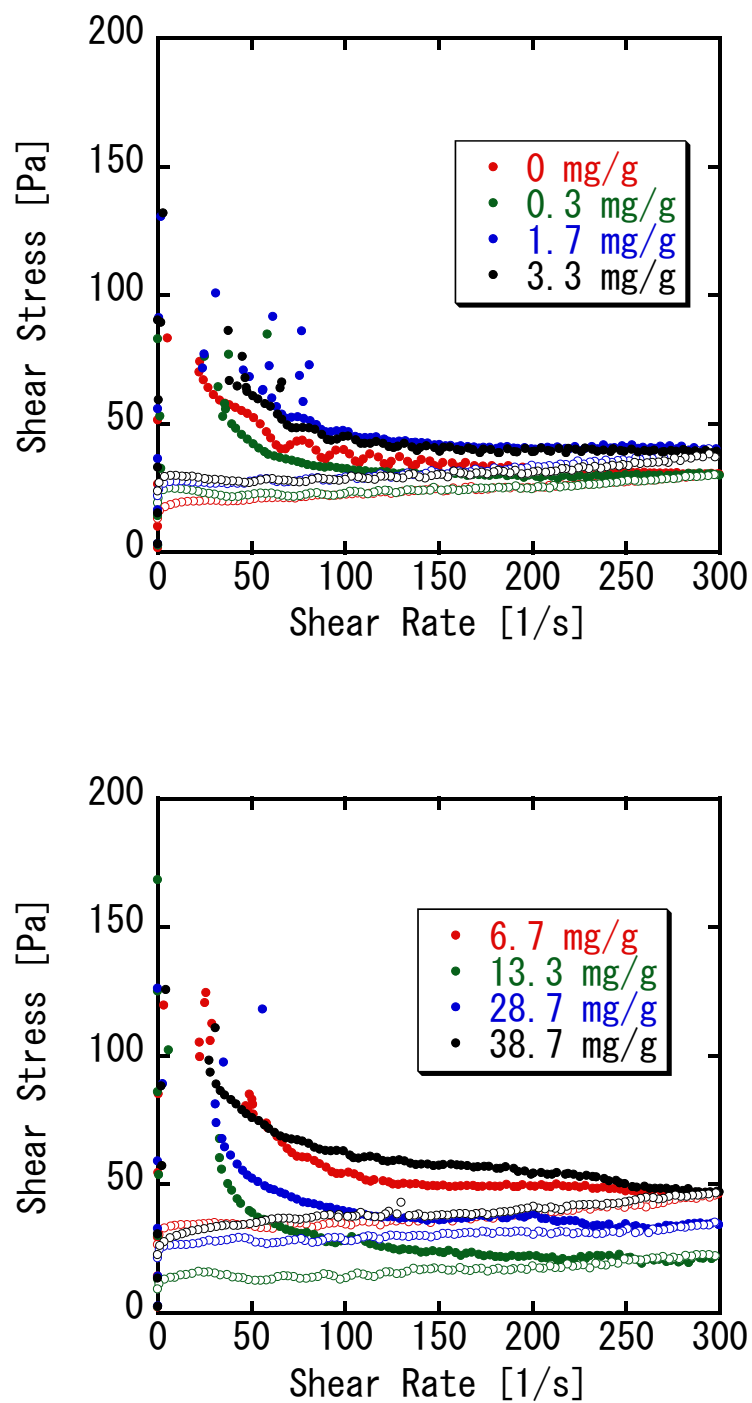 200
150
100
50
0
Shear Stress [Pa]
0 mg/g
0.3 mg/g
1.7 mg/g
3.3 mg/g
0 50 100 150 200 250 300
Shear Rate [1/s]
200
150
100
50
0
Shear Stress [Pa]
6.7 mg/g
13.3 mg/g
28.7 mg/g
38.7 mg/g
0 50 100 150 200 250 300
Shear Rate [1/s]